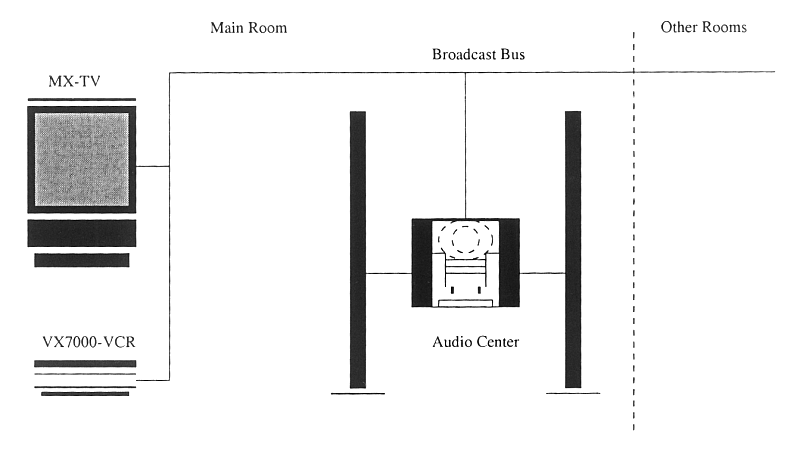 Main Room
Other Rooms
Broadcast Bus
MX-TV
VX7000-VCR
Audio Center